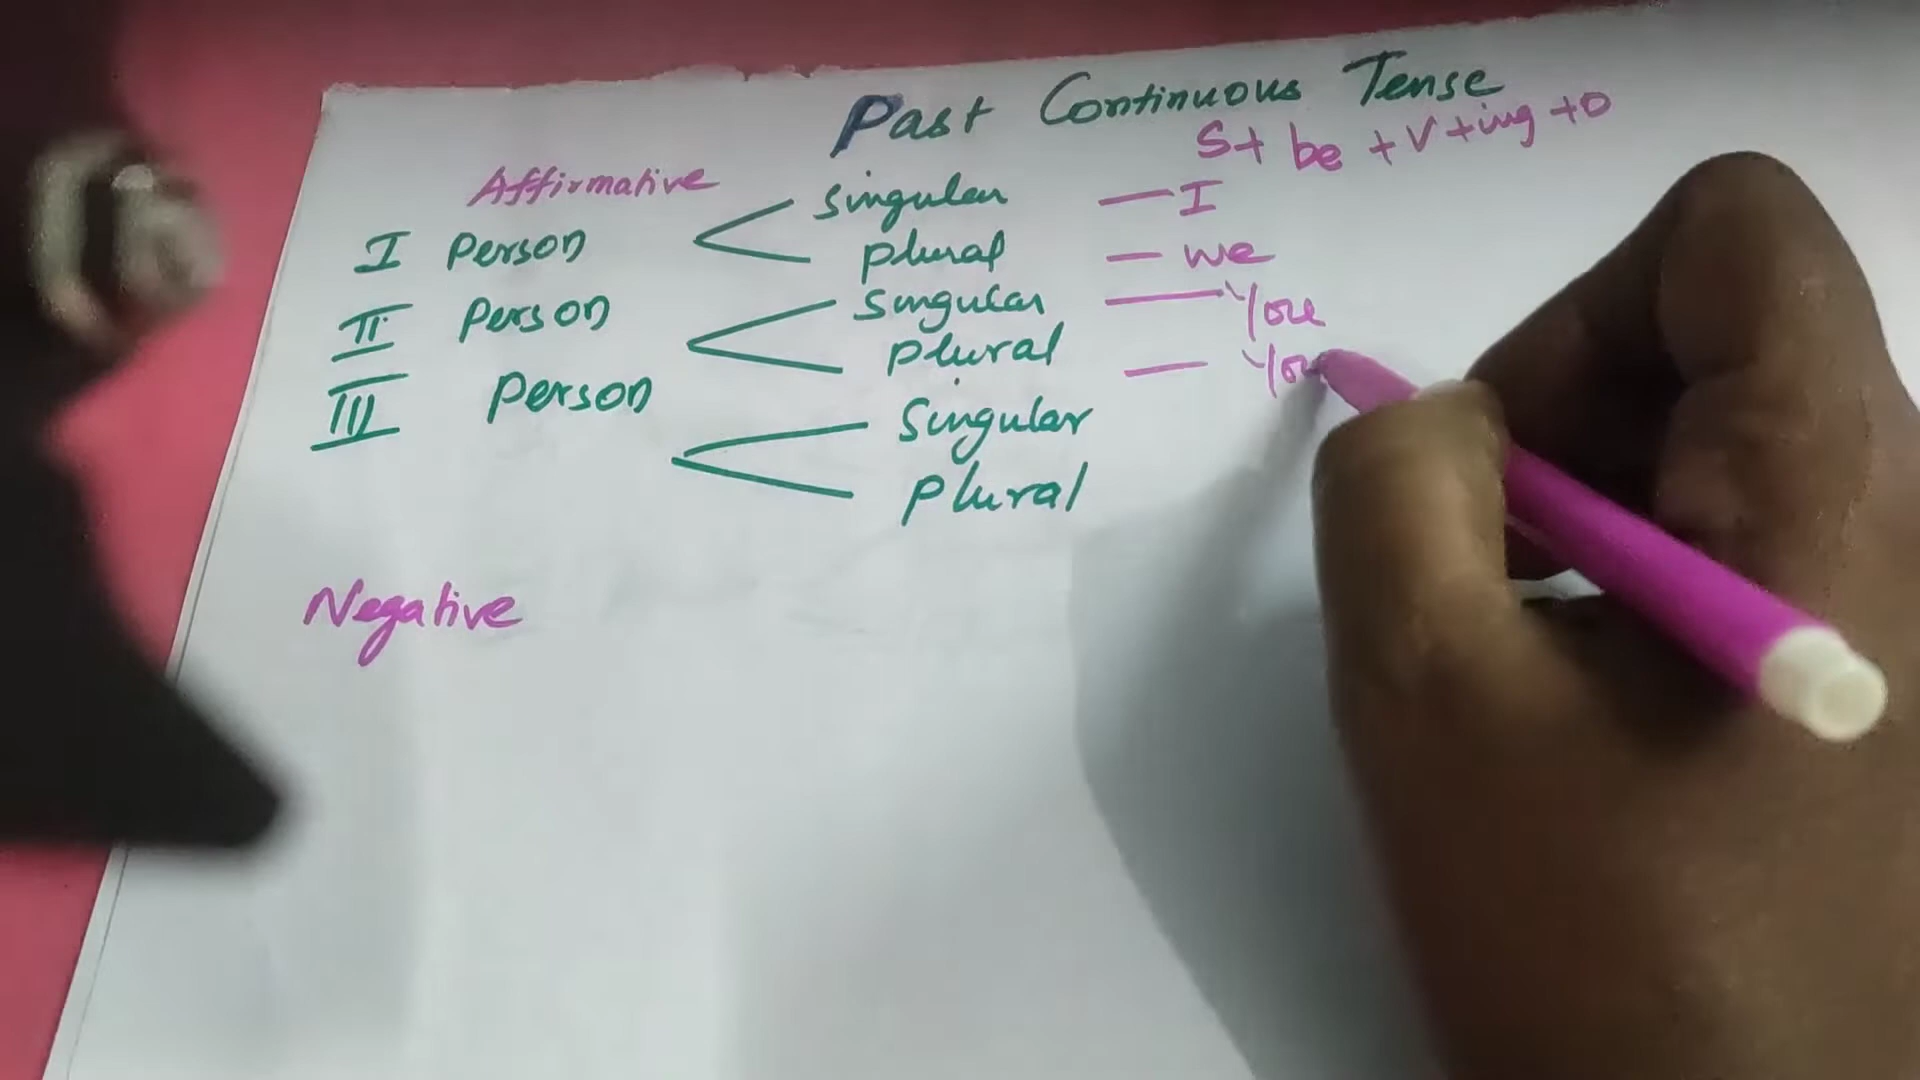 Past Continuous Tense
S+ be + V + ing + O
Affirmative
I Person singular — I
plural — we
II Person singular — You
plural — You
III Person Singular
plural
Negative